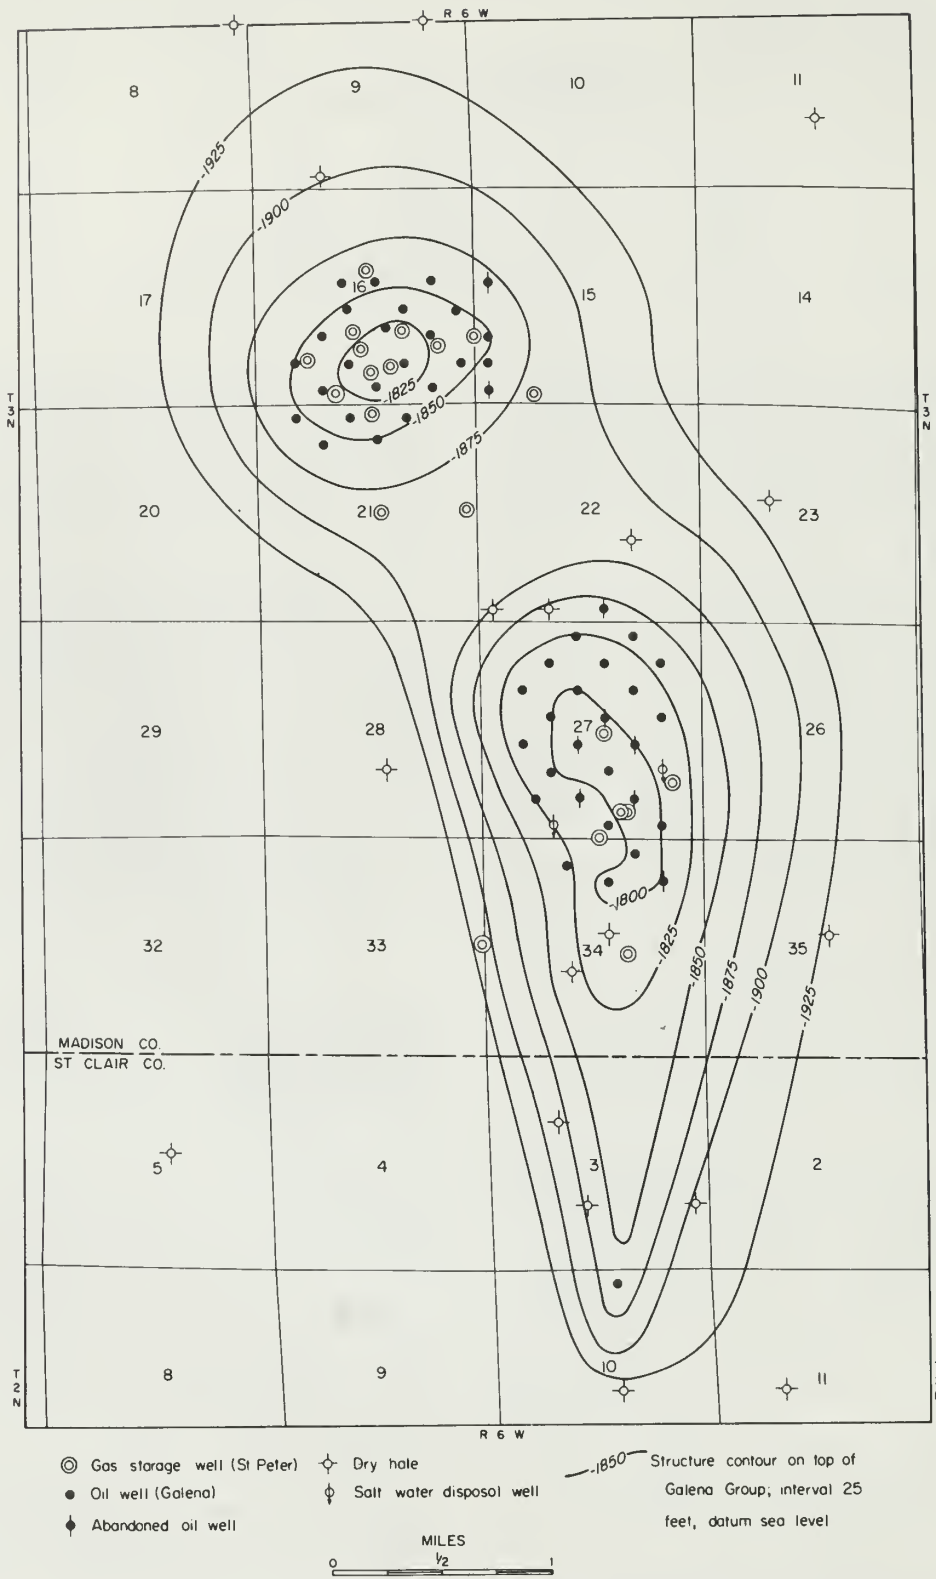 R 6 W
8
9
10
11
-1925
-1900
17
16
15
14
-1825
-1850
-1875
T
3
N
T
3
N
20
21
22
23
29
28
27
26
-1800
-1825
-1850
-1875
-1900
-1925
32
33
34
35
MADISON CO.
ST CLAIR CO.
5
4
3
2
8
9
10
11
T
2
N
R 6 W
Gas storage well (St Peter)
Dry hole
-1850
Structure contour on top of
Oil well (Galena)
Salt water disposal well
Galena Group; interval 25
Abandoned oil well
feet, datum sea level
MILES
0
1/2
1